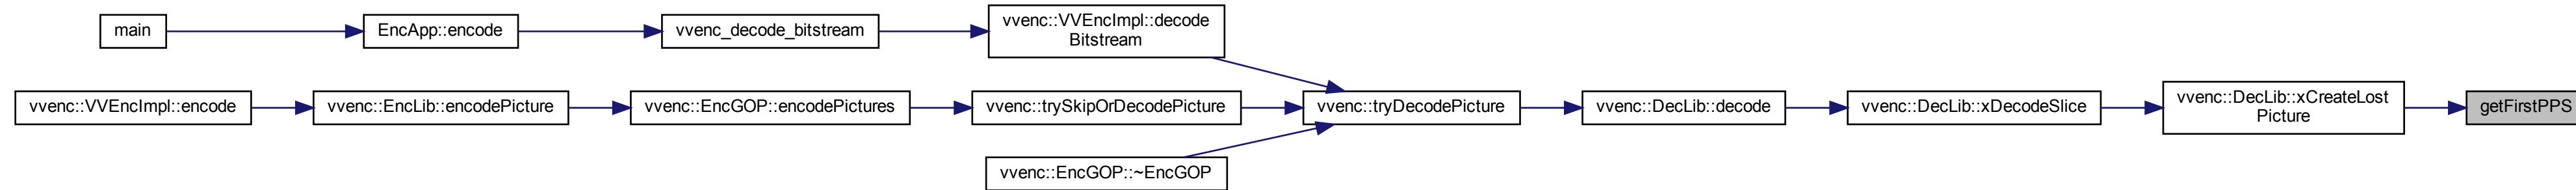 main
EncApp::encode
vvenc_decode_bitstream
vvenc::VVEncImpl::decode
Bitstream
vvenc::VVEncImpl::encode
vvenc::EncLib::encodePicture
vvenc::EncGOP::encodePictures
vvenc::trySkipOrDecodePicture
vvenc::tryDecodePicture
vvenc::DecLib::decode
vvenc::DecLib::xDecodeSlice
vvenc::DecLib::xCreateLost
Picture
getFirstPPS
vvenc::EncGOP::~EncGOP